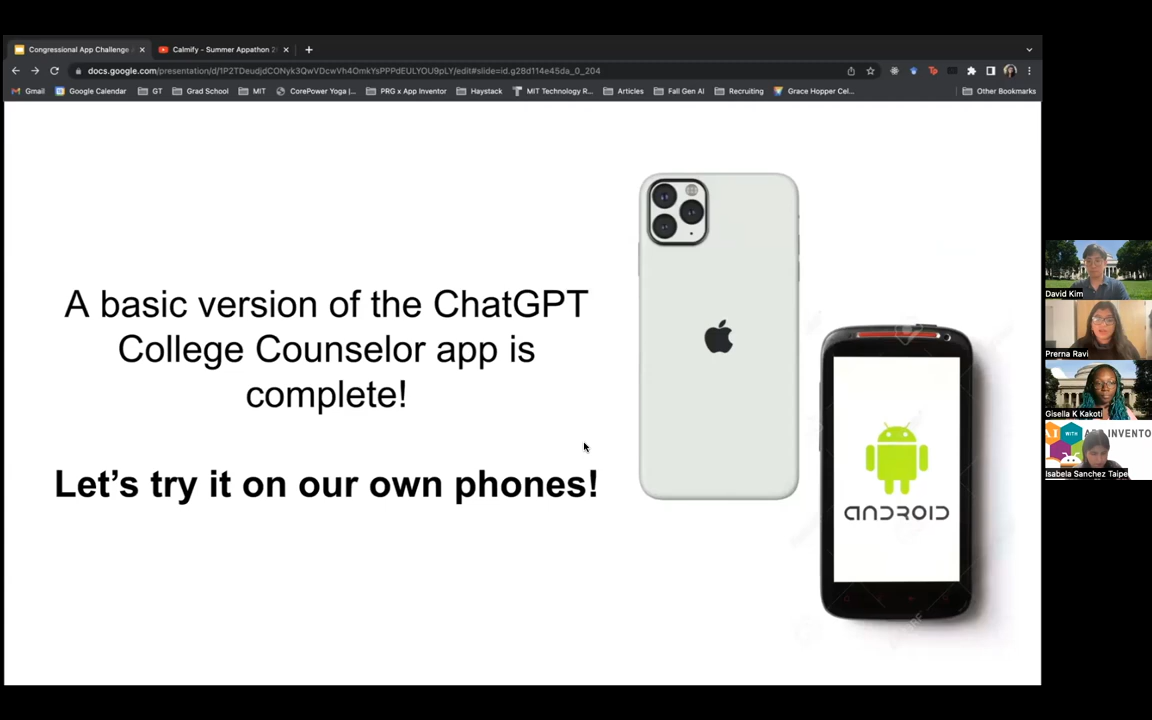 Congressional App Challenge
Calmify - Summer Appathon 2
docs.google.com/presentation/d/1P2TDeudjdCONyk3QwVDcwVh4OmkYsPPPdEULYOU9pLY/edit#slide=id.g28d114e45da_0_204
Gmail
Google Calendar
GT
Grad School
MIT
CorePower Yoga |...
PRG x App Inventor
Haystack
MIT Technology R...
Articles
Fall Gen AI
Recruiting
Grace Hopper Cel...
Other Bookmarks
A basic version of the ChatGPT
College Counselor app is
complete!
Let's try it on our own phones!
ANDROID
David Kim
Prerna Ravi
Gisella K Kakoti
WITH
APP INVENTO
Isabela Sanchez Taipe